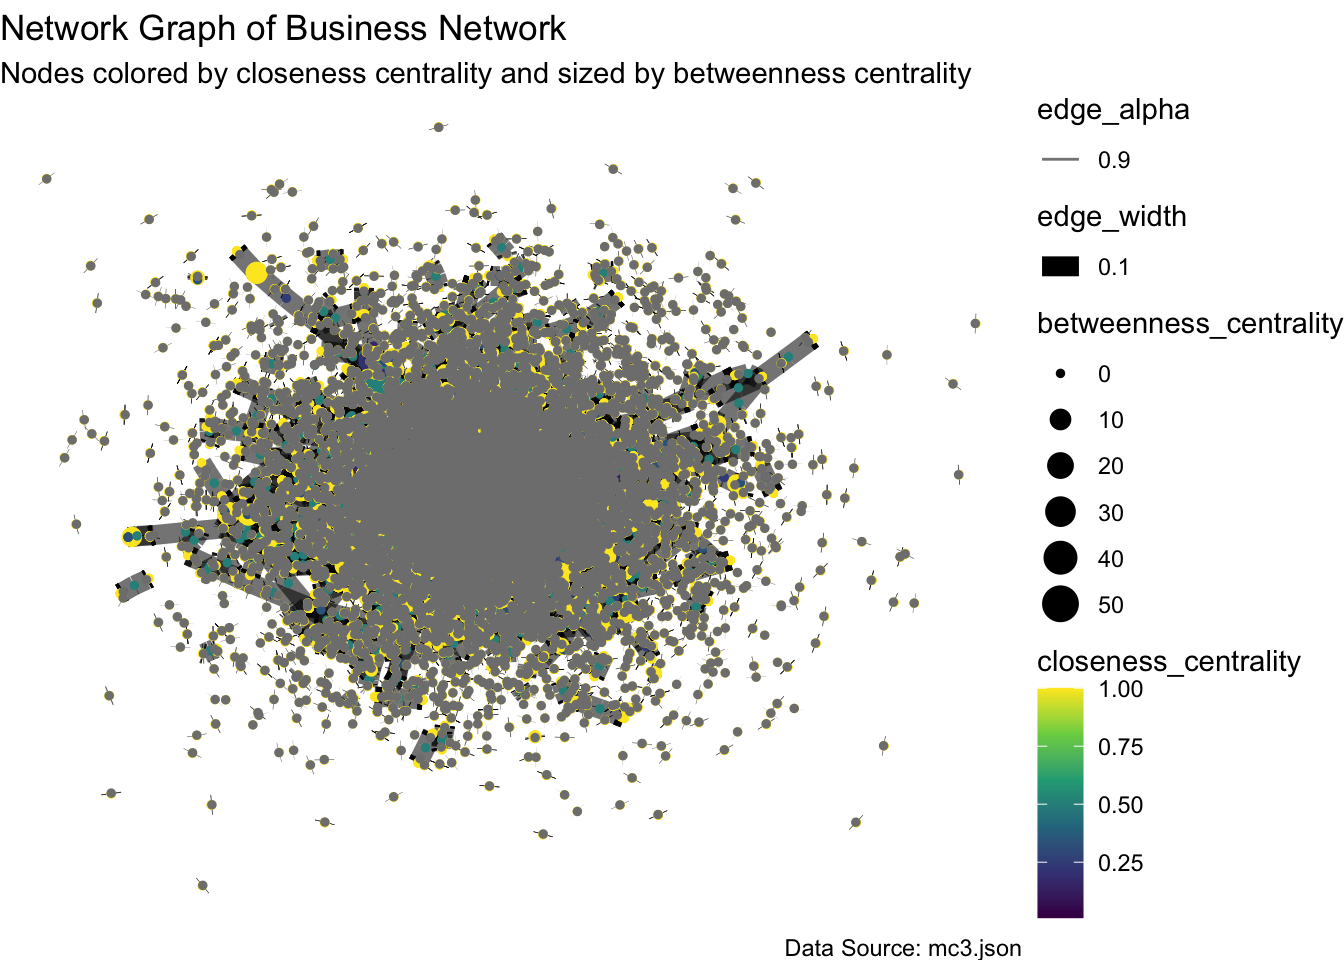 Network Graph of Business Network
Nodes colored by closeness centrality and sized by betweenness centrality
edge_alpha
0.9
edge_width
0.1
betweenness_centrality
0
10
20
30
40
50
closeness_centrality
1.00
0.75
0.50
0.25
Data Source: mc3.json